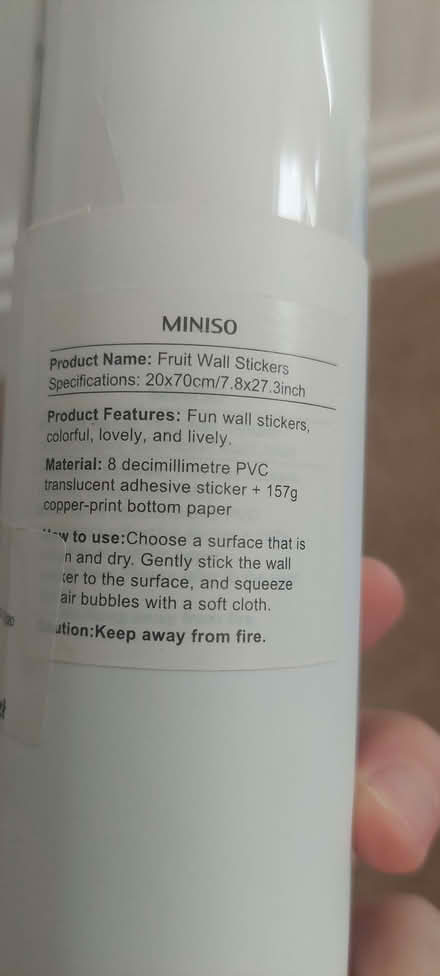 MINISO
Product Name: Fruit Wall Stickers
Specifications: 20x70cm/7.8x27.3inch
Product Features: Fun wall stickers,
colorful, lovely, and lively.
Material: 8 decimillimetre PVC
translucent adhesive sticker + 157g
copper-print bottom paper
to use:Choose a surface that is
and dry. Gently stick the wall
to the surface, and squeeze
air bubbles with a soft cloth.
Keep away from fire.